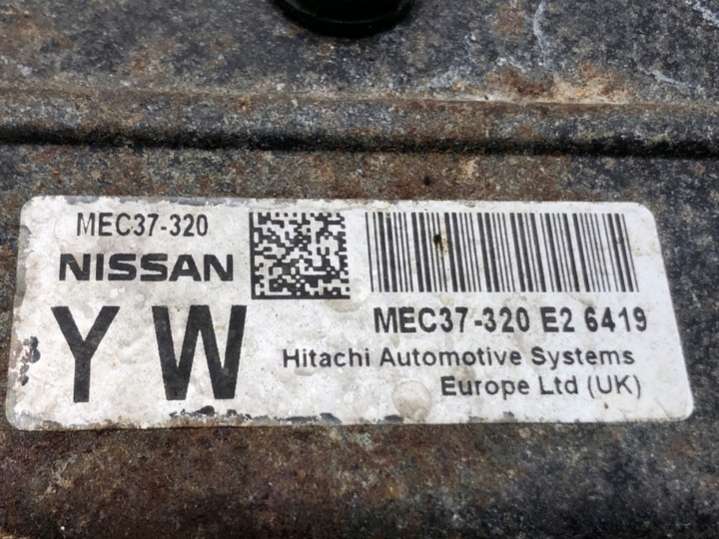 MEC37-320
NISSAN
Y W
MEC37-320 E2 6419
Hitachi Automotive Systems
Europe Ltd (UK)